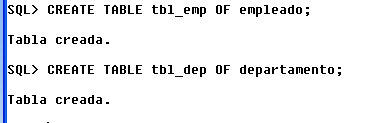 SQL> CREATE TABLE tbl_emp OF empleado;
Tabla creada.
SQL> CREATE TABLE tbl_dep OF departamento;
Tabla creada.